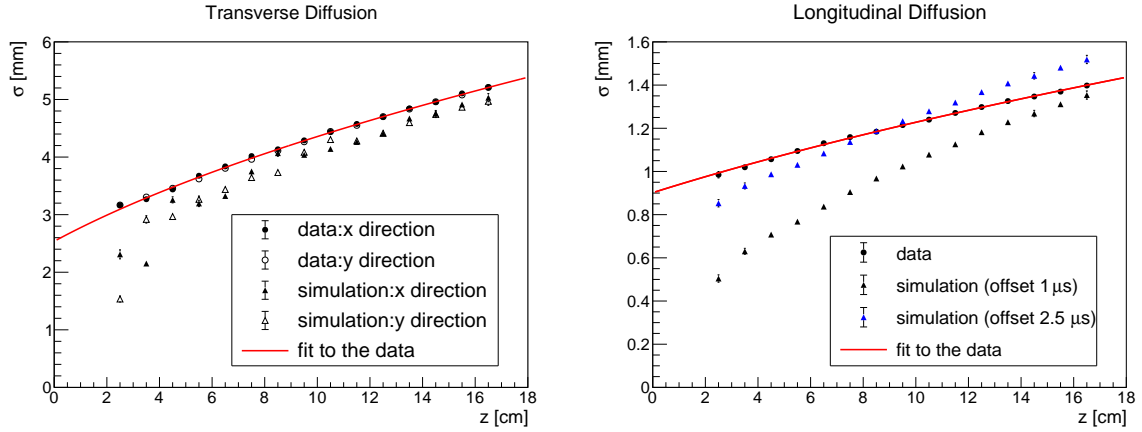 Transverse Diffusion
σ [mm]
6
5
4
3
2
1
0
data:x direction
data:y direction
simulation:x direction
simulation:y direction
fit to the data
0 2 4 6 8 10 12 14 16 18
z [cm]
Longitudinal Diffusion
σ [mm]
1.6
1.4
1.2
1
0.8
0.6
0.4
0.2
0
data
simulation (offset 1 μs)
simulation (offset 2.5 μs)
fit to the data
0 2 4 6 8 10 12 14 16 18
z [cm]